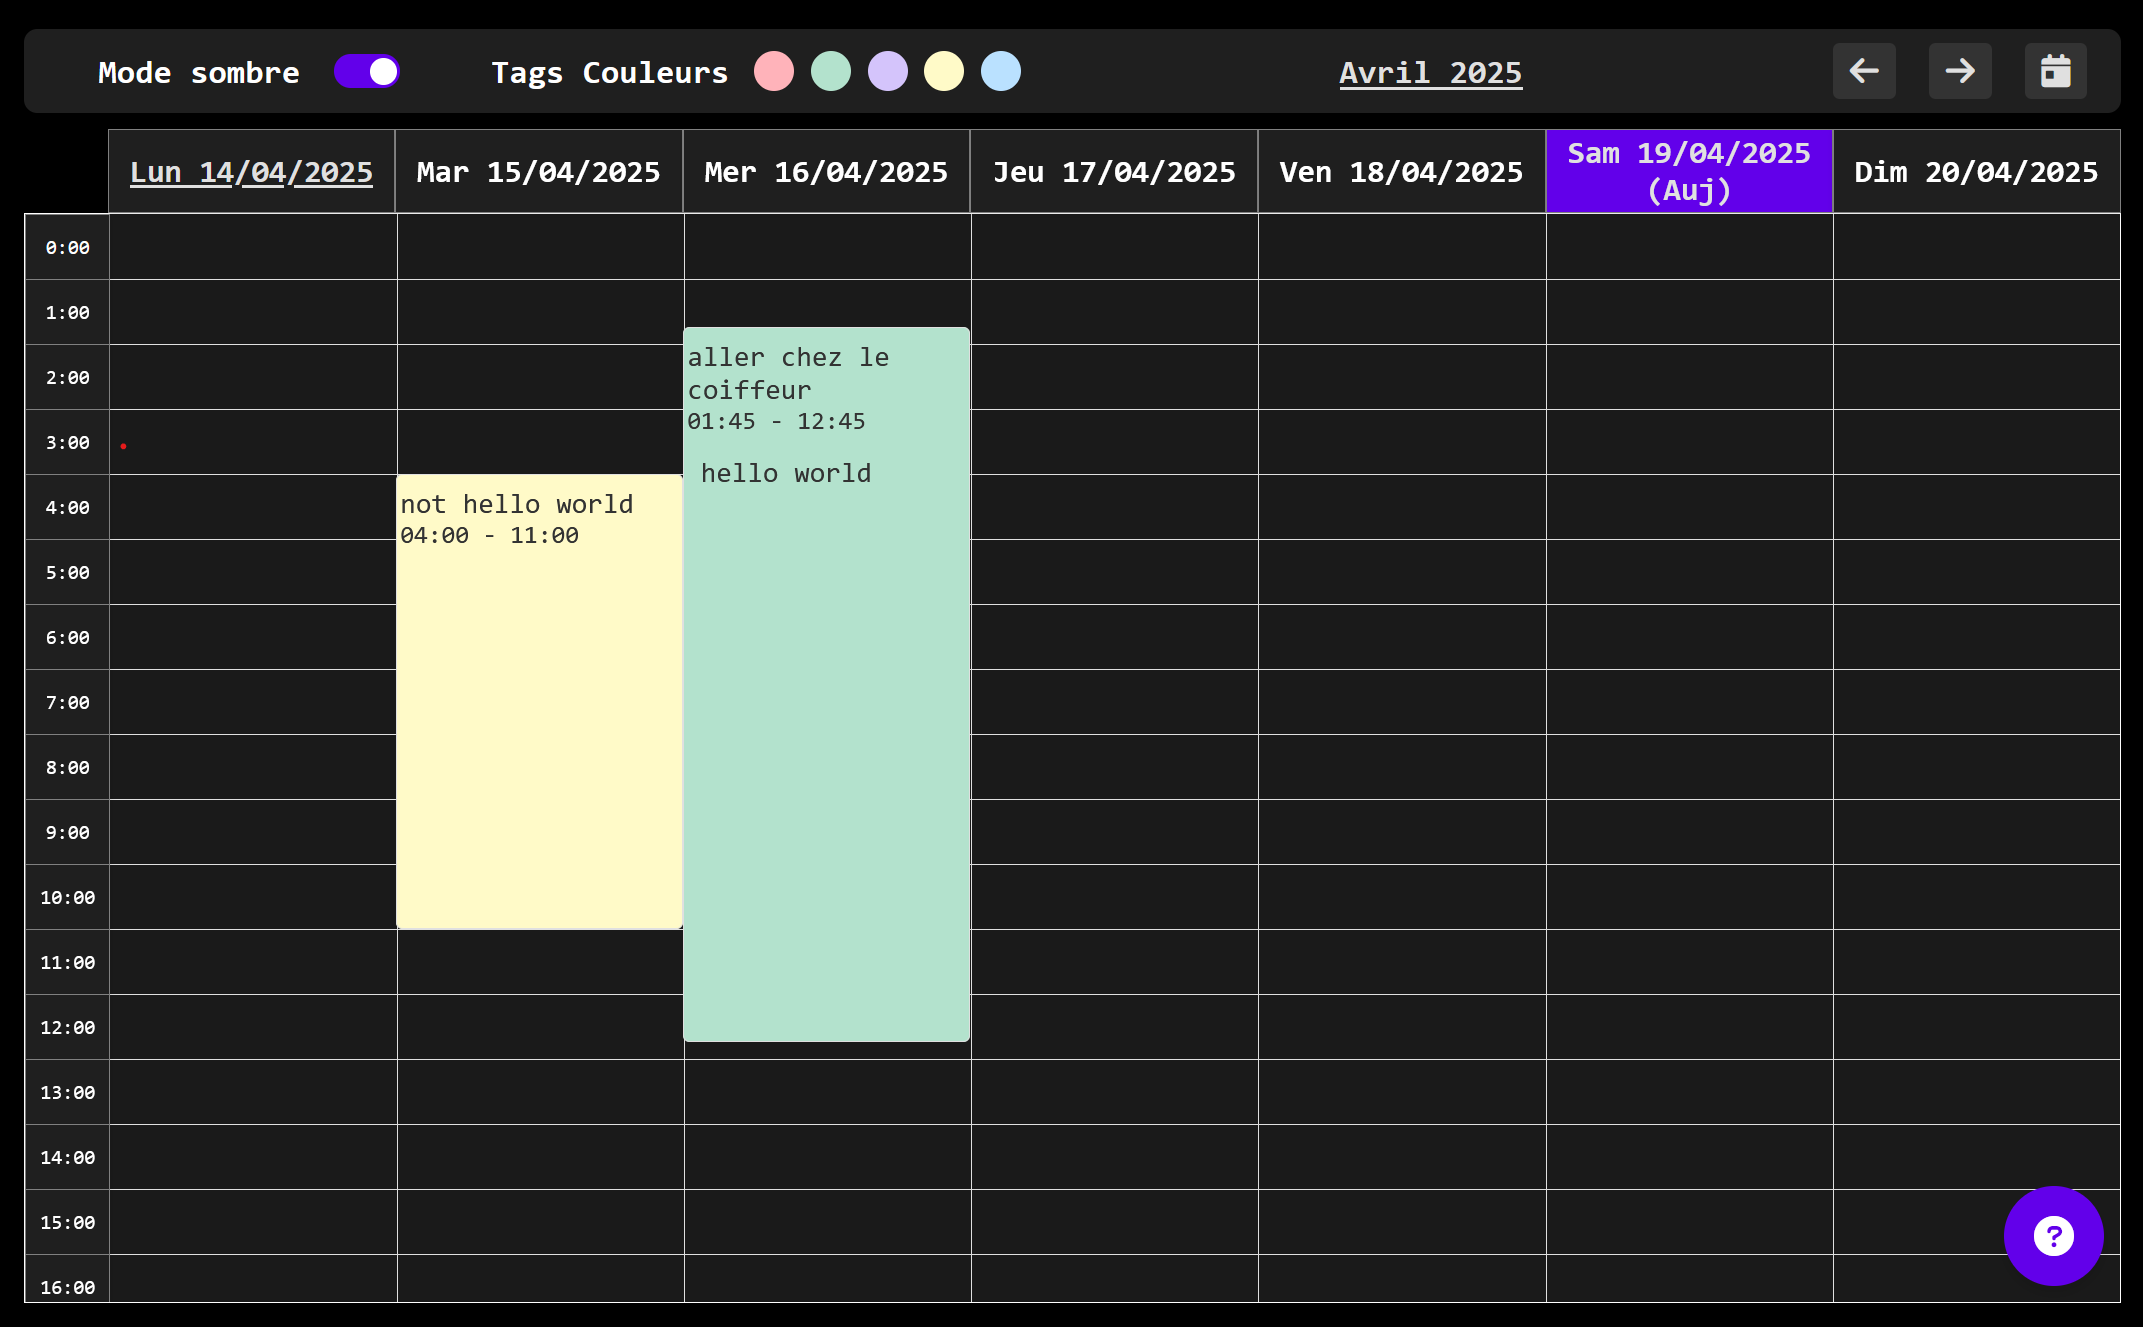 Mode sombre
Tags Couleurs
Avril 2025
Lun 14/04/2025
Mar 15/04/2025
Mer 16/04/2025
Jeu 17/04/2025
Ven 18/04/2025
Sam 19/04/2025
(Auj)
Dim 20/04/2025
0:00
1:00
2:00
3:00
4:00
5:00
6:00
7:00
8:00
9:00
10:00
11:00
12:00
13:00
14:00
15:00
16:00
not hello world
04:00 - 11:00
aller chez le
coiffeur
01:45 - 12:45
hello world
?